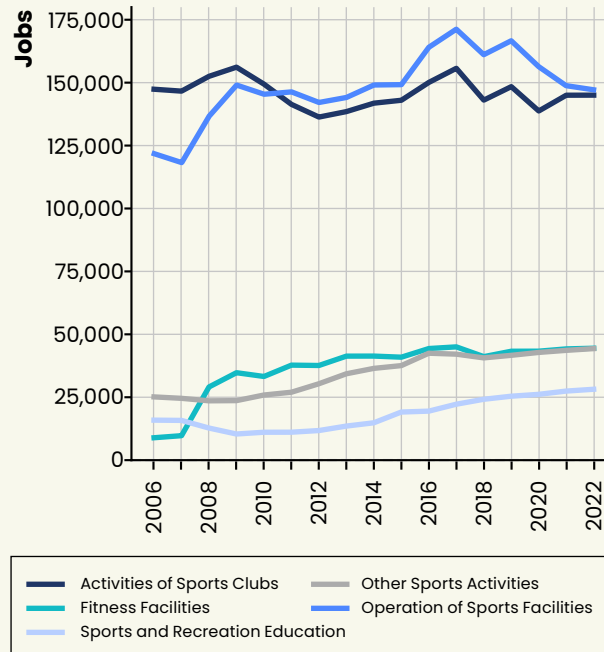 Jobs
175,000
150,000
125,000
100,000
75,000
50,000
25,000
0
2006
2008
2010
2012
2014
2016
2018
2020
2022
Activities of Sports Clubs
Other Sports Activities
Fitness Facilities
Operation of Sports Facilities
Sports and Recreation Education